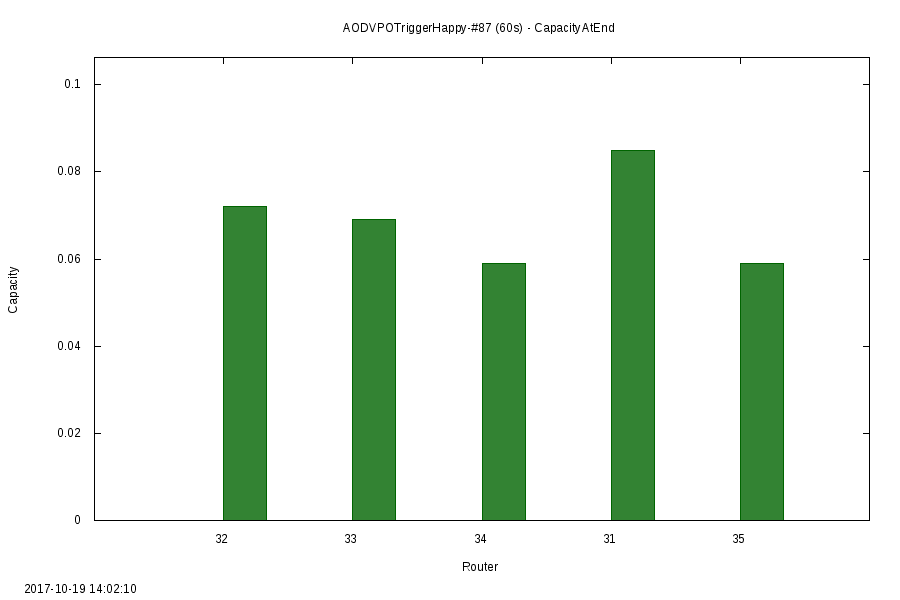 AODVPOTriggerHappy-#87 (60s) - CapacityAtEnd
0.1
0.08
0.06
0.04
0.02
0
Capacity
32 33 34 31 35
Router
2017-10-19 14:02:10